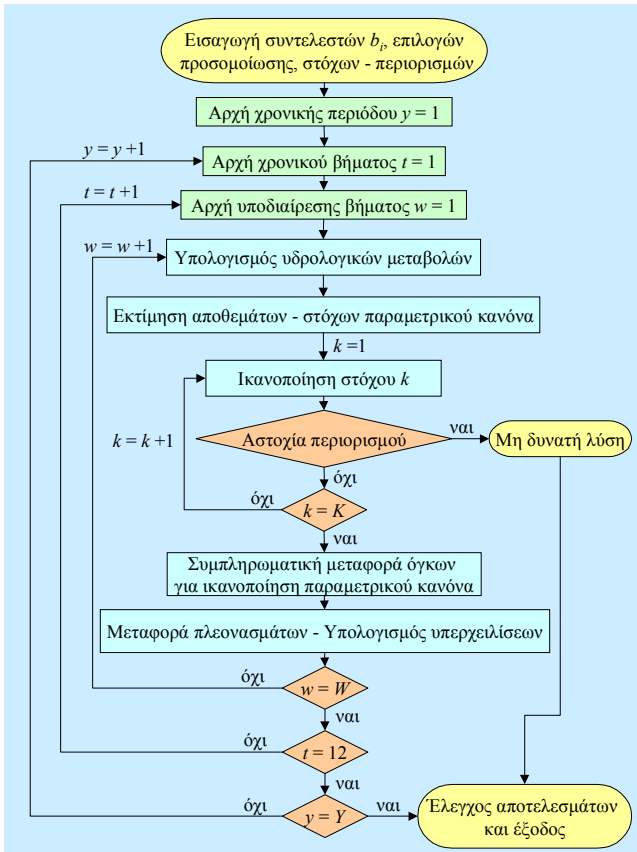 Εισαγωγή συντελεστών bi, επιλογών
προσομοίωσης, στόχων - περιορισμών
Αρχή χρονικής περιόδου y = 1
y = y +1
Αρχή χρονικού βήματος t = 1
t = t +1
Αρχή υποδιαίρεσης βήματος w = 1
w = w +1
Υπολογισμός υδρολογικών μεταβολών
Εκτίμηση αποθεμάτων - στόχων παραμετρικού κανόνα
k =1
Ικανοποίηση στόχου k
k = k +1
Αστοχία περιορισμού
ναι
Μη δυνατή λύση
όχι
όχι
k = K
ναι
Συμπληρωματική μεταφορά όγκων
για ικανοποίηση παραμετρικού κανόνα
Μεταφορά πλεονασμάτων - Υπολογισμός υπερχειλίσεων
όχι
w = W
ναι
όχι
t = 12
ναι
όχι
y = Y
ναι
Έλεγχος αποτελεσμάτων
και έξοδος